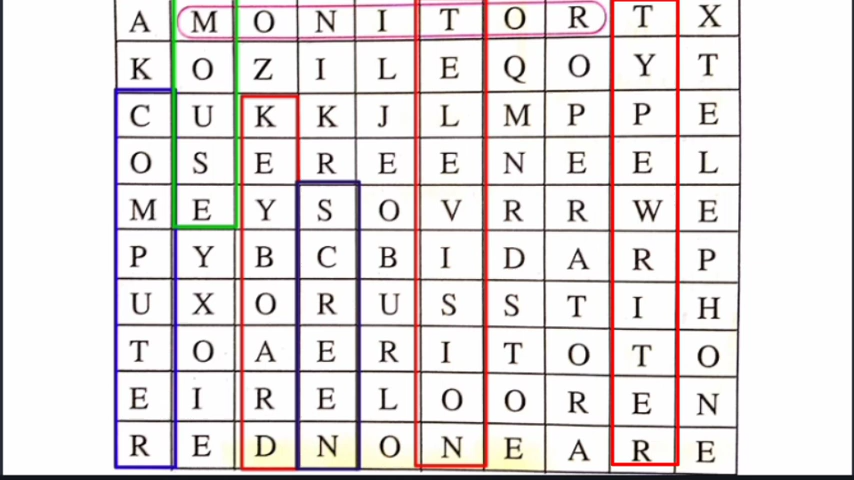 A M O N I T O R T X
K O Z I L E Q O Y T
C U K K J L M P P E
O S E R E E N E E L
M E Y S O V R R W E
P Y B C B I D A R P
U X O R U S S T I H
T O A E R I T O T O
E I R E L O O R E N
R E D N O N E A R E